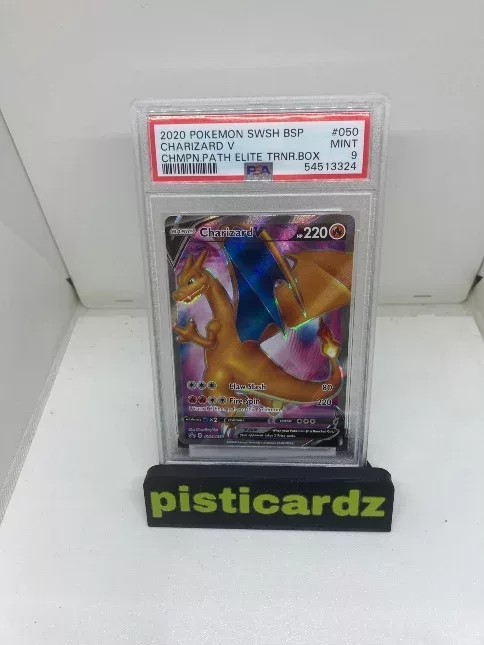 2020 POKEMON SWSH BSP #050
CHARIZARD V MINT
CHMPN.PATH ELITE TRNR.BOX 9
PSA 54513324
Charizard HP 220
Claw Slash 80
Fire Spin 220
×2
pisticardz